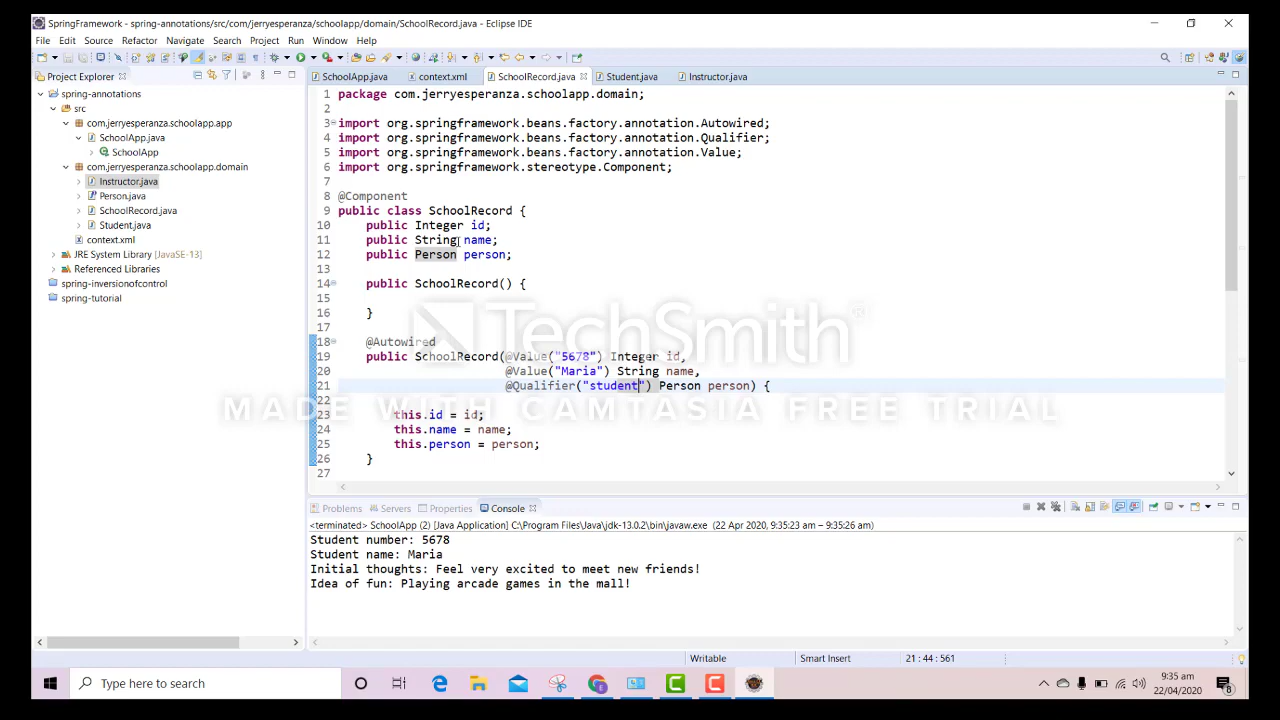 SpringFramework - spring-annotations/src/com/jerryesperanza/schoolapp/domain/SchoolRecord.java - Eclipse IDE
File Edit Source Refactor Navigate Search Project Run Window Help
Project Explorer
spring-annotations
src
com.jerryesperanza.schoolapp.app
SchoolApp.java
SchoolApp
com.jerryesperanza.schoolapp.domain
Instructor.java
Person.java
SchoolRecord.java
Student.java
context.xml
JRE System Library [JavaSE-13]
Referenced Libraries
spring-inversionofcontrol
spring-tutorial
SchoolApp.java context.xml SchoolRecord.java Student.java Instructor.java
1 package com.jerryesperanza.schoolapp.domain;
2
3 import org.springframework.beans.factory.annotation.Autowired;
4 import org.springframework.beans.factory.annotation.Qualifier;
5 import org.springframework.beans.factory.annotation.Value;
6 import org.springframework.stereotype.Component;
7
8 @Component
9 public class SchoolRecord {
10 public Integer id;
11 public String name;
12 public Person person;
13
14 public SchoolRecord() {
15
16 }
17
18 @Autowired
19 public SchoolRecord(@Value("5678") Integer id,
20 @Value("Maria") String name,
21 @Qualifier("student") Person person) {
22
23 this.id = id;
24 this.name = name;
25 this.person = person;
26 }
27
TechSmith®
MADE WITH CAMTASIA FREE TRIAL
Problems Servers Properties Console
<terminated> SchoolApp (2) [Java Application] C:\Program Files\Java\jdk-13.0.2\bin\javaw.exe (22 Apr 2020, 9:35:23 am – 9:35:26 am)
Student number: 5678
Student name: Maria
Initial thoughts: Feel very excited to meet new friends!
Idea of fun: Playing arcade games in the mall!
Writable Smart Insert 21 : 44 : 561
Type here to search
9:35 am
22/04/2020
8